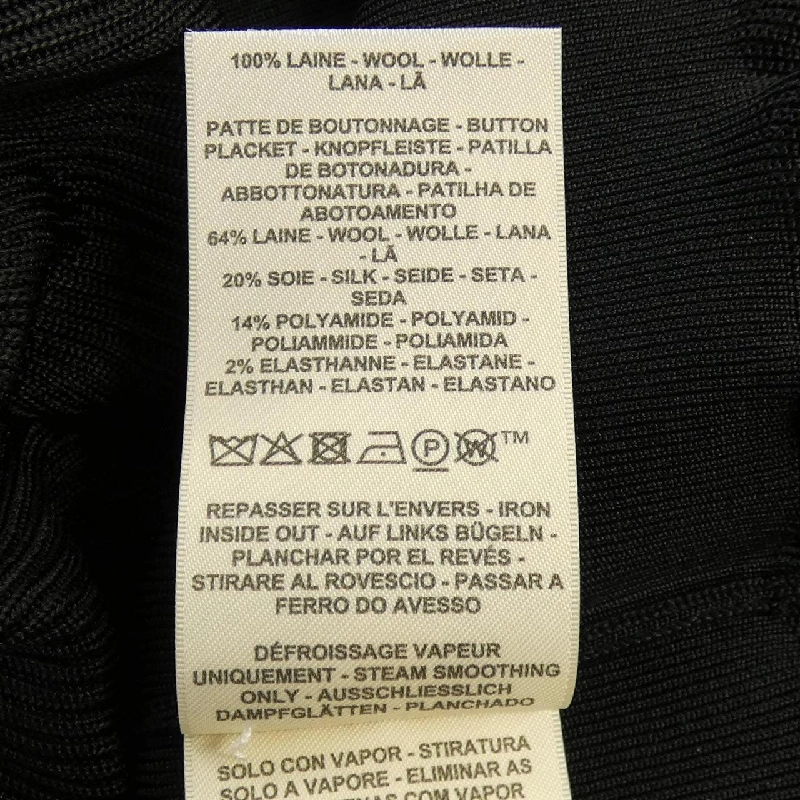 100% LAINE - WOOL - WOLLE -
LANA - LÃ
PATTE DE BOUTONNAGE - BUTTON
PLACKET - KNOPFLEISTE - PATILLA
DE BOTONADURA -
ABBOTTONATURA - PATILHA DE
ABOTOAMENTO
64% LAINE - WOOL - WOLLE - LANA
- LÃ
20% SOIE - SILK - SEIDE - SETA -
SEDA
14% POLYAMIDE - POLYAMID -
POLIAMMIDE - POLIAMIDA
2% ELASTHANNE - ELASTANE -
ELASTHAN - ELASTAN - ELASTANO
P W TM
REPASSER SUR L'ENVERS - IRON
INSIDE OUT - AUF LINKS BÜGELN -
PLANCHAR POR EL REVÉS -
STIRARE AL ROVESCIO - PASSAR A
FERRO DO AVESSO
DÉFROISSAGE VAPEUR
UNIQUEMENT - STEAM SMOOTHING
ONLY - AUSSCHLIESSLICH
DAMPFGLÄTTEN - PLANCHADO
SOLO CON VAPOR - STIRATURA
SOLO A VAPORE - ELIMINAR AS
COM VAPOR